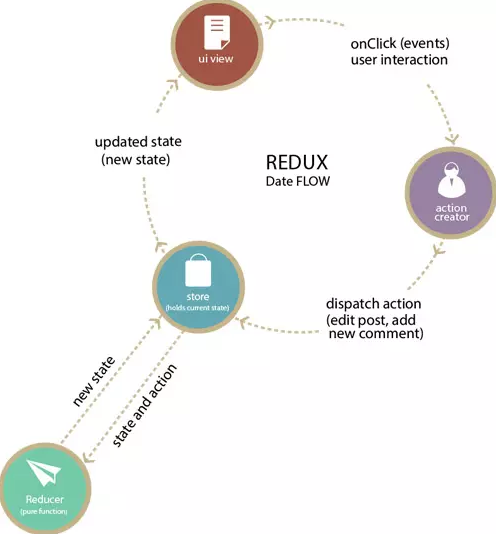 ui view
onClick (events)
user interaction
updated state
(new state)
REDUX
Date FLOW
action
creator
store
(holds current state)
dispatch action
(edit post, add
new comment)
new state
state and action
Reducer
(pure function)